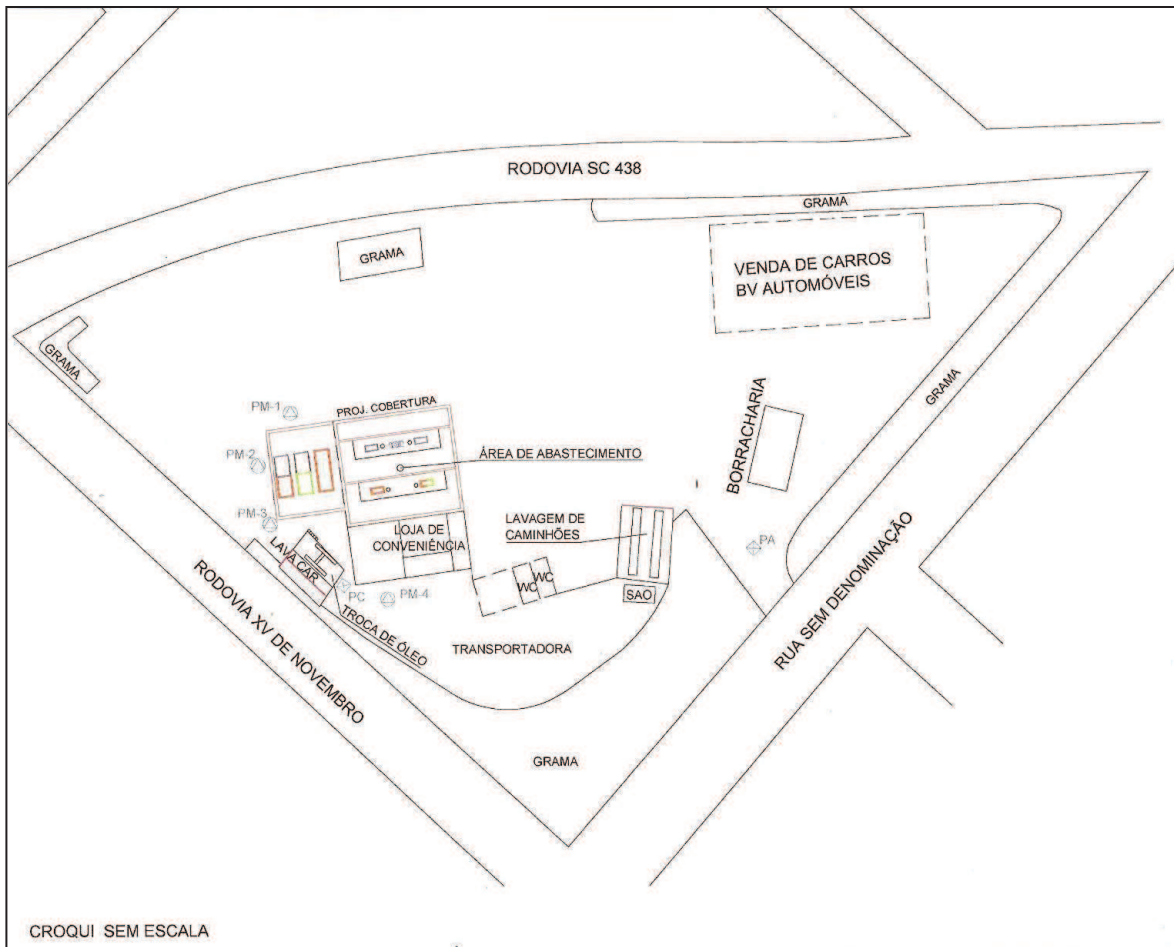 RODOVIA SC 438
GRAMA
GRAMA
VENDA DE CARROS
BV AUTOMÓVEIS
GRAMA
GRAMA
PM-1
PROJ. COBERTURA
BORRACHARIA
PM-2
ÁREA DE ABASTECIMENTO
PM-3
LOJA DE
CONVENIÊNCIA
LAVAGEM DE
CAMINHÕES
LAVA CAR
PA
WC
WC
PC
PM-4
SAO
TROCA DE ÓLEO
TRANSPORTADORA
RODOVIA XV DE NOVEMBRO
RUA SEM DENOMINAÇÃO
GRAMA
CROQUI SEM ESCALA